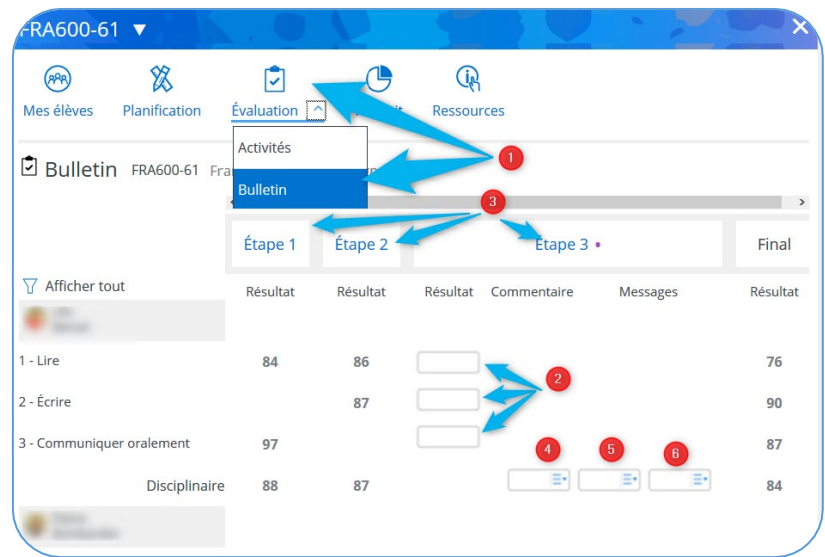 FRA600-61 ▼
Mes élèves Planification Évaluation Ressources
Activités
Bulletin FRA600-61
Bulletin
1
3
Étape 1 Étape 2 Étape 3 • Final
Afficher tout
Résultat Résultat Résultat Commentaire Messages Résultat
1 - Lire 84 86 76
2
2 - Écrire 87 90
3 - Communiquer oralement 97 87
4 5 6
Disciplinaire 88 87 84